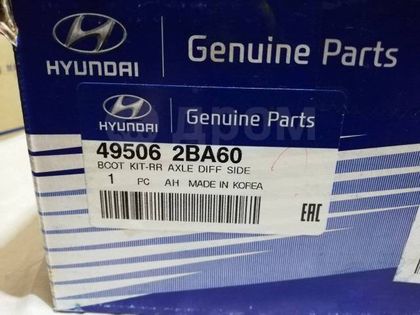 HYUNDAI Genuine Parts
HYUNDAI Genuine Parts
дром
49506 2BA60
BOOT KIT-RR AXLE DIFF SIDE
1 PC AH MADE IN KOREA
EAC